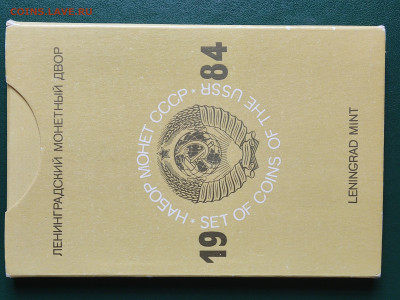 COINS.LAVE.RU
ЛЕНИНГРАДСКИЙ МОНЕТНЫЙ ДВОР
НАБОР МОНЕТ СССР · SET OF COINS OF THE USSR ·
19 84
LENINGRAD MINT